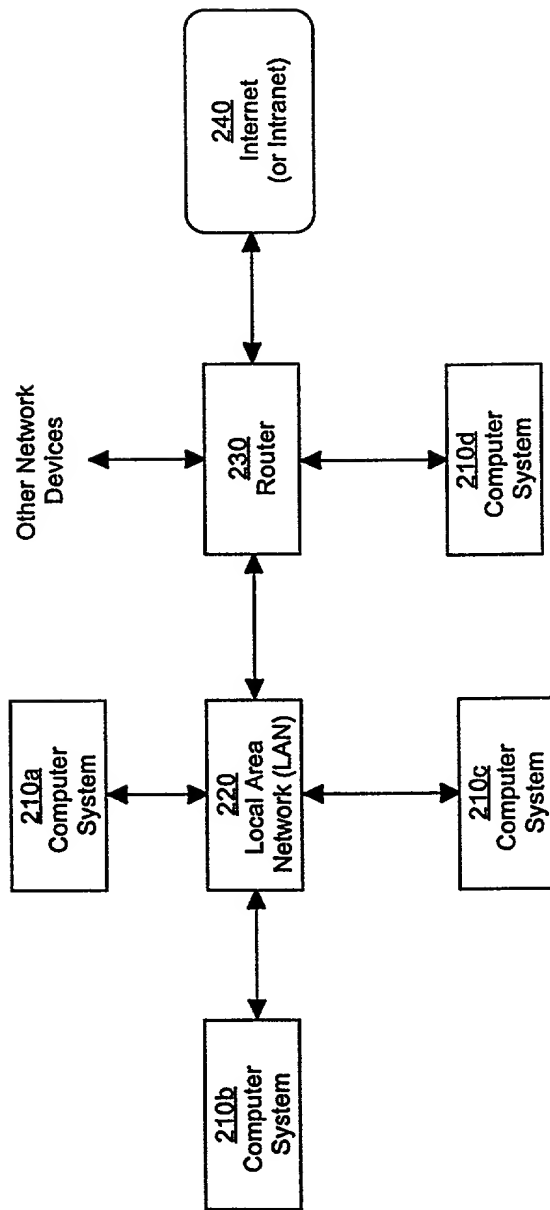 210b
Computer
System
210a
Computer
System
220
Local Area
Network (LAN)
210c
Computer
System
Other Network
Devices
230
Router
210d
Computer
System
240
Internet
(or Intranet)